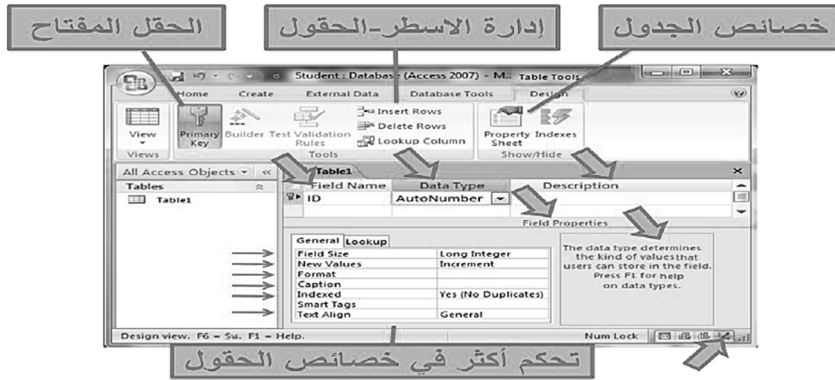 خصائص الجدول
إدارة الاسطر-الحقول
الحقل المفتاح
Student : Database (Access 2007) - M.. Table Tools
Home Create External Data Database Tools Design
View
Views
Primary Key
Builder
Test Validation Rules
Insert Rows
Delete Rows
Lookup Column
Tools
Property Sheet
Indexes
Show/Hide
All Access Objects
Tables
Table1
Table1
Field Name Data Type Description
ID AutoNumber
Field Properties
General Lookup
Field Size Long Integer
New Values Increment
Format
Caption
Indexed Yes (No Duplicates)
Smart Tags
Text Align General
The data type determines
the kind of values that
users can store in the field.
Press F1 for help
on data types.
Design view. F6 = Sw. F1 = Help. Num Lock
تحكم أكثر في خصائص الحقول